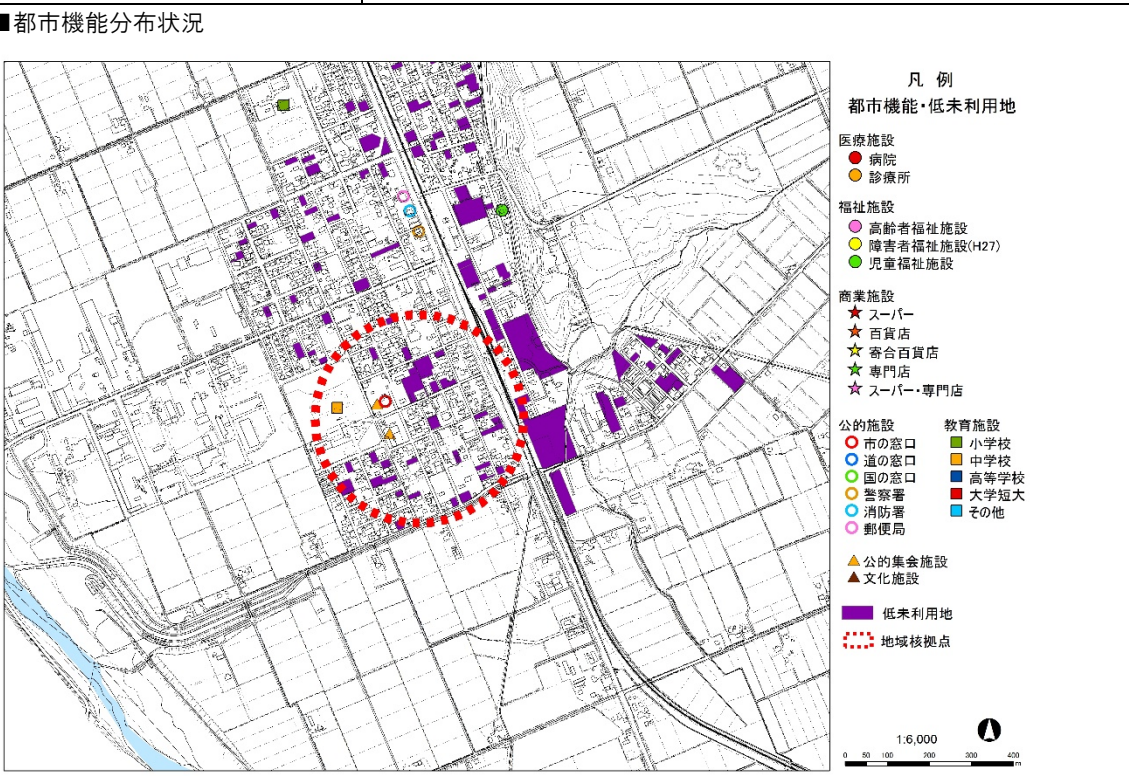 ■都市機能分布状況
凡 例
都市機能・低未利用地
医療施設
病院
診療所
福祉施設
高齢者福祉施設
障害者福祉施設(H27)
児童福祉施設
商業施設
スーパー
百貨店
寄合百貨店
専門店
スーパー・専門店
公的施設
市の窓口
道の窓口
国の窓口
警察署
消防署
郵便局
教育施設
小学校
中学校
高等学校
大学短大
その他
公的集会施設
文化施設
低未利用地
地域核拠点
1:6,000
0 50 100 200 300 400
m